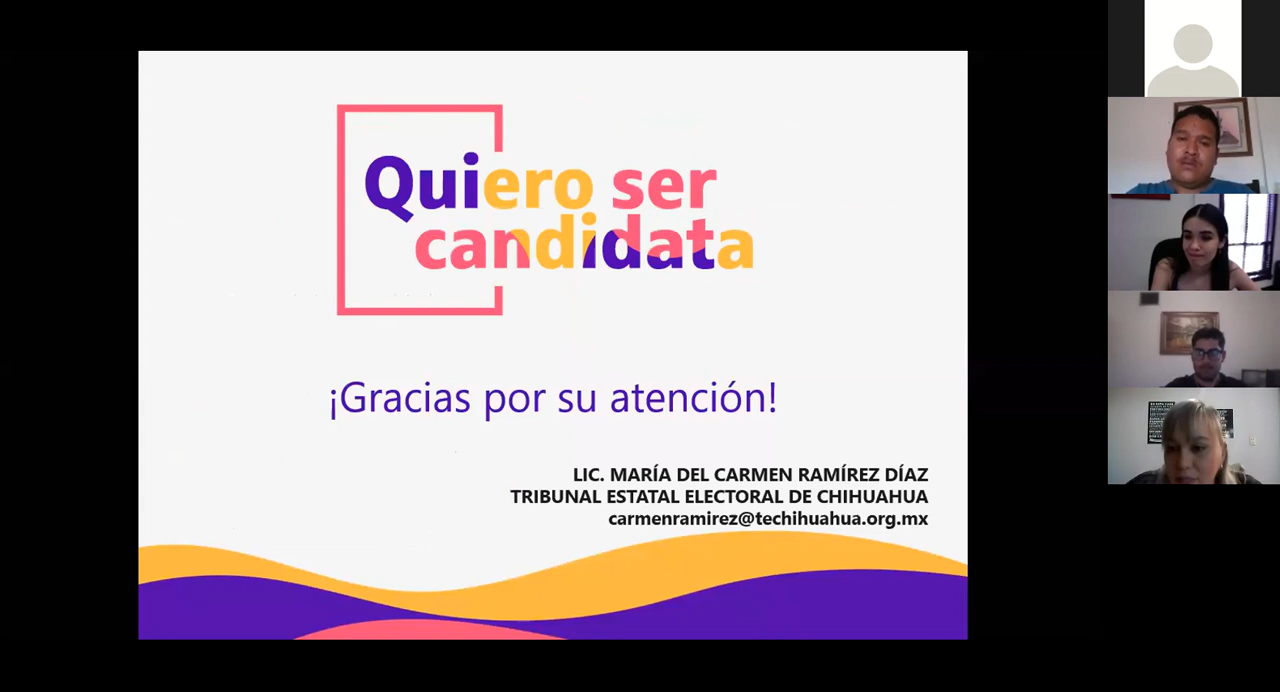 Quiero ser
candidata
¡Gracias por su atención!
LIC. MARÍA DEL CARMEN RAMÍREZ DÍAZ
TRIBUNAL ESTATAL ELECTORAL DE CHIHUAHUA
carmenramirez@techihuahua.org.mx